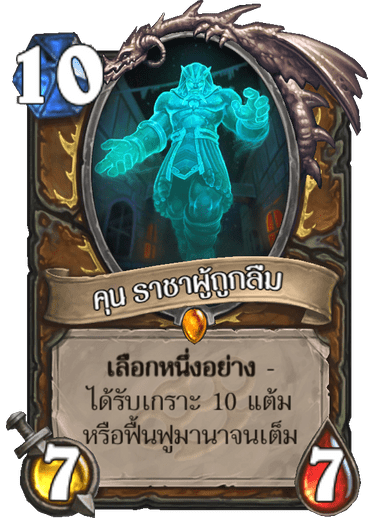 10
คุน ราชาผู้ถูกลืม
เลือกหนึ่งอย่าง -
ได้รับเกราะ 10 แต้ม
หรือฟื้นฟูมานาจนเต็ม
7
7